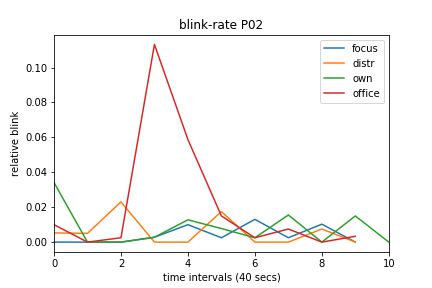 blink-rate P02
relative blink
0.10
0.08
0.06
0.04
0.02
0.00
focus
distr
own
office
0 2 4 6 8 10
time intervals (40 secs)